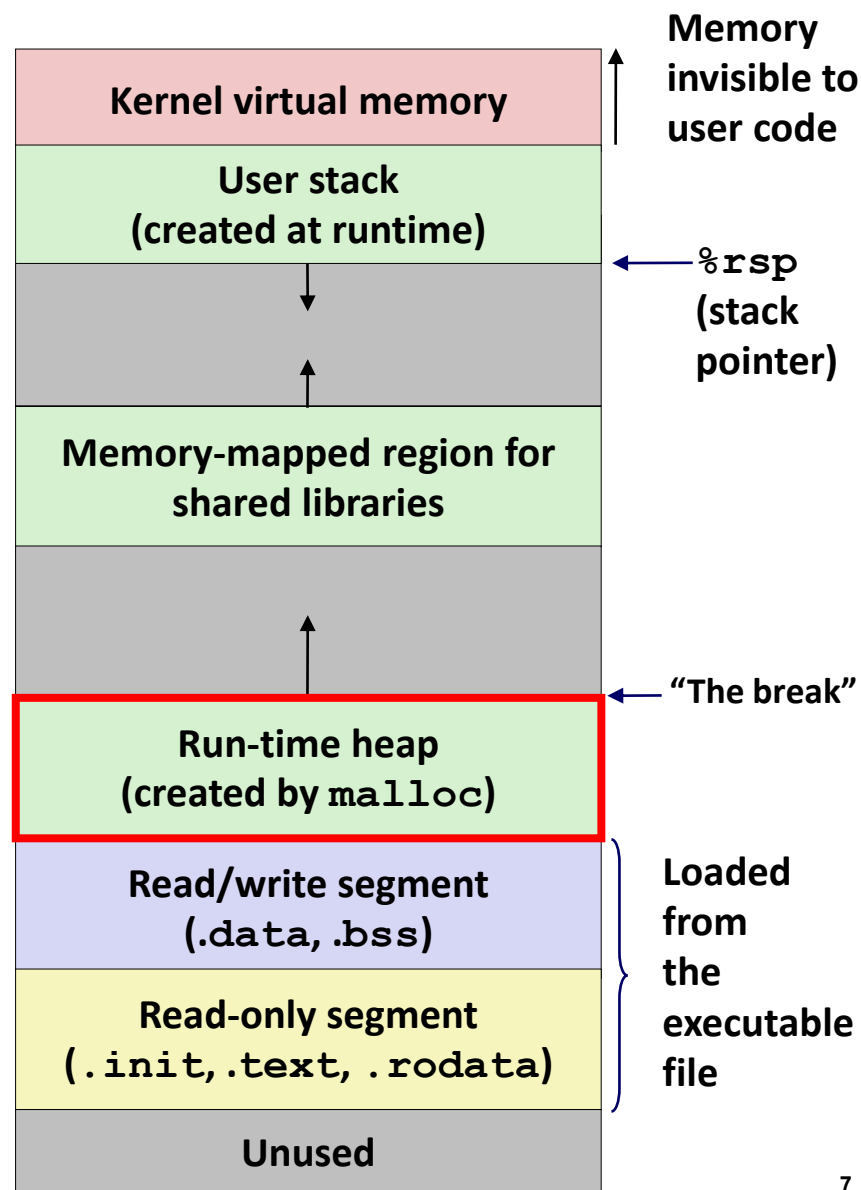 Memory
invisible to
user code
Kernel virtual memory
User stack
(created at runtime)
%rsp
(stack
pointer)
Memory-mapped region for
shared libraries
“The break”
Run-time heap
(created by malloc)
Read/write segment
(.data, .bss)
Loaded
from
the
executable
file
Read-only segment
(.init, .text, .rodata)
Unused
7